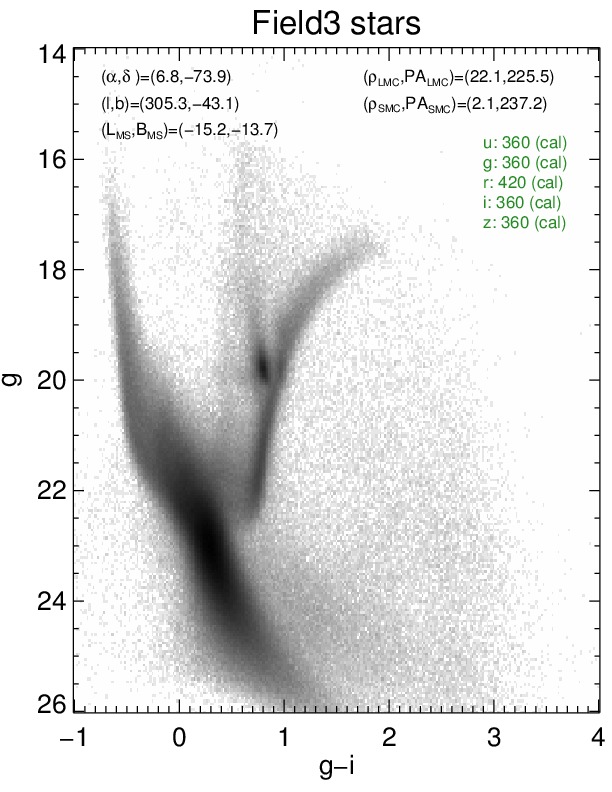 Field3 stars
(α,δ )=(6.8,−73.9)
(ρLMC,PALMC)=(22.1,225.5)
(l,b)=(305.3,−43.1)
(ρSMC,PASMC)=(2.1,237.2)
(LMS,BMS)=(−15.2,−13.7)
u: 360 (cal)
g: 360 (cal)
r: 420 (cal)
i: 360 (cal)
z: 360 (cal)
14
16
18
20
22
24
26
g
−1 0 1 2 3 4
g−i